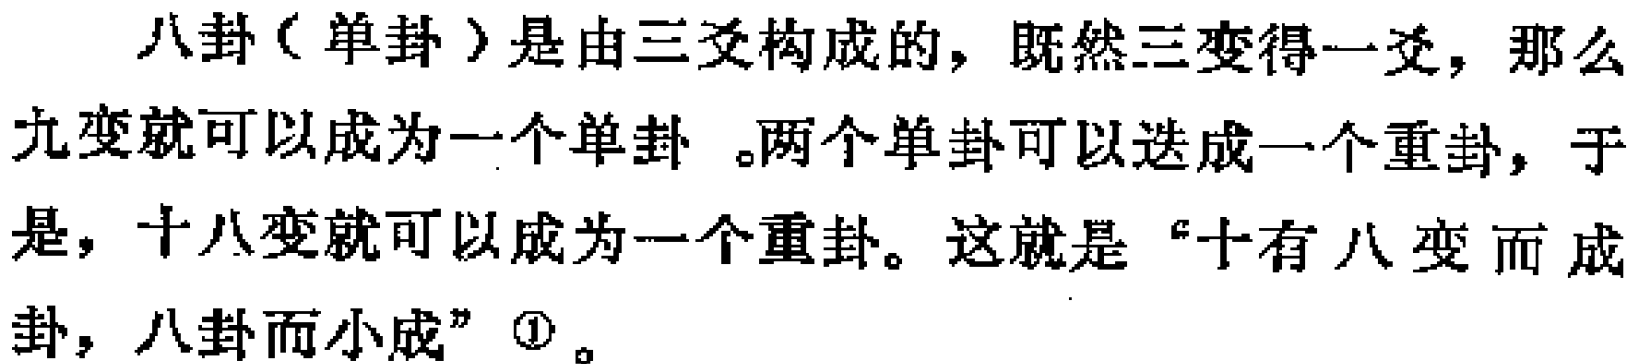 八卦(单卦)是由三爻构成的，既然三变得一爻，那么
九变就可以成为一个单卦。两个单卦可以迭成一个重卦，于
是，十八变就可以成为一个重卦。这就是“十有八变而成
卦，八卦而小成”①。